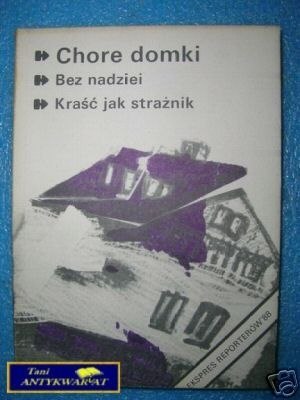 Chore domki
Bez nadziei
Kraść jak strażnik
EKSPRES REPORTERÓW'88
Tani
ANTYKWARIAT